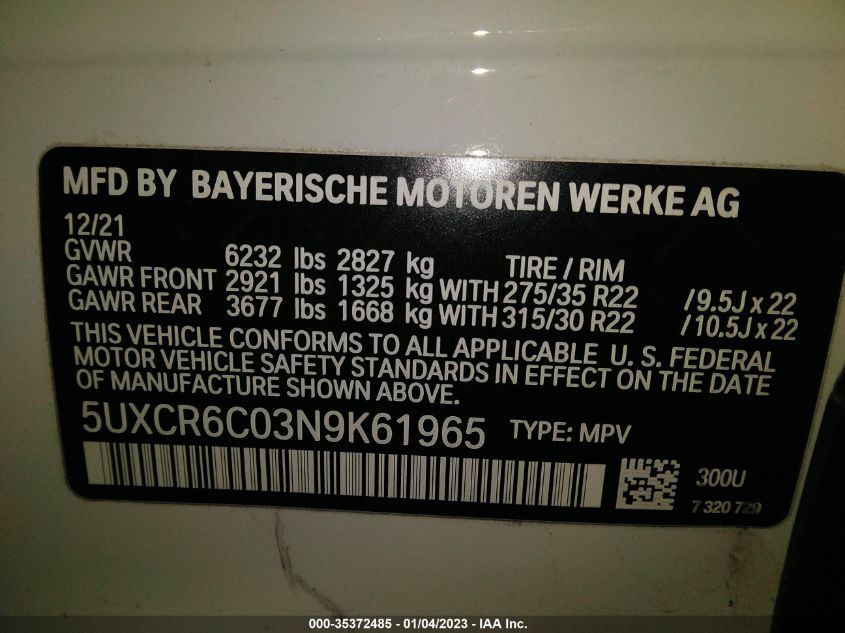 MFD BY BAYERISCHE MOTOREN WERKE AG
12/21
GVWR 6232 lbs 2827 kg TIRE / RIM
GAWR FRONT 2921 lbs 1325 kg WITH 275/35 R22 /9.5J x 22
GAWR REAR 3677 lbs 1668 kg WITH 315/30 R22 /10.5J x 22
THIS VEHICLE CONFORMS TO ALL APPLICABLE U. S. FEDERAL
MOTOR VEHICLE SAFETY STANDARDS IN EFFECT ON THE DATE
OF MANUFACTURE SHOWN ABOVE.
5UXCR6C03N9K61965 TYPE: MPV
300U
7 320 729
000-35372485 - 01/04/2023 - IAA Inc.